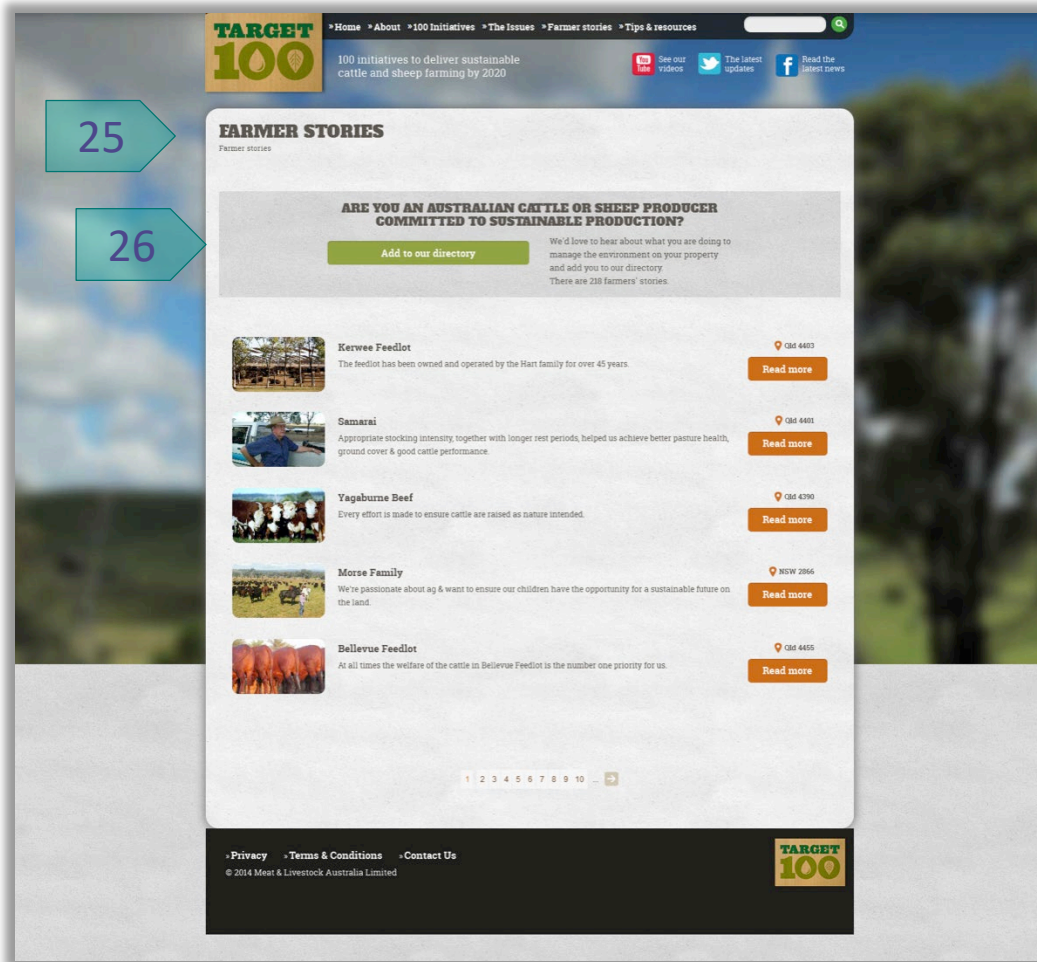 TARGET
100
»Home »About »100 Initiatives »The Issues »Farmer stories »Tips & resources
100 initiatives to deliver sustainable
cattle and sheep farming by 2020
You
Tube
See our
videos
The latest
updates
f
Read the
latest news
25
FARMER STORIES
Farmer stories
26
ARE YOU AN AUSTRALIAN CATTLE OR SHEEP PRODUCER
COMMITTED TO SUSTAINABLE PRODUCTION?
Add to our directory
We'd love to hear about what you are doing to
manage the environment on your property
and add you to our directory.
There are 218 farmers' stories.
Kerwee Feedlot
The feedlot has been owned and operated by the Hart family for over 45 years.
Qld 4403
Read more
Samarai
Appropriate stocking intensity, together with longer rest periods, helped us achieve better pasture health,
ground cover & good cattle performance.
Qld 4401
Read more
Yagaburne Beef
Every effort is made to ensure cattle are raised as nature intended.
Qld 4390
Read more
Morse Family
We're passionate about ag & want to ensure our children have the opportunity for a sustainable future on
the land.
NSW 2866
Read more
Bellevue Feedlot
At all times the welfare of the cattle in Bellevue Feedlot is the number one priority for us.
Qld 4455
Read more
1 2 3 4 5 6 7 8 9 10 ...
»Privacy »Terms & Conditions »Contact Us
© 2014 Meat & Livestock Australia Limited
TARGET
100